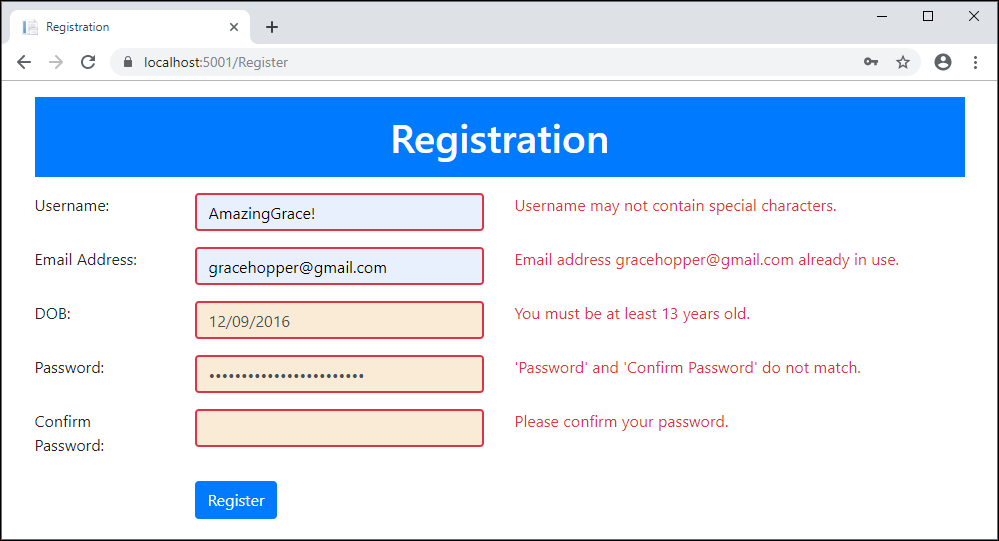 Registration
localhost:5001/Register
Registration
Username:
AmazingGrace!
Username may not contain special characters.
Email Address:
gracehopper@gmail.com
Email address gracehopper@gmail.com already in use.
DOB:
12/09/2016
You must be at least 13 years old.
Password:
••••••••••••••••••••••••
'Password' and 'Confirm Password' do not match.
Confirm
Password:
Please confirm your password.
Register